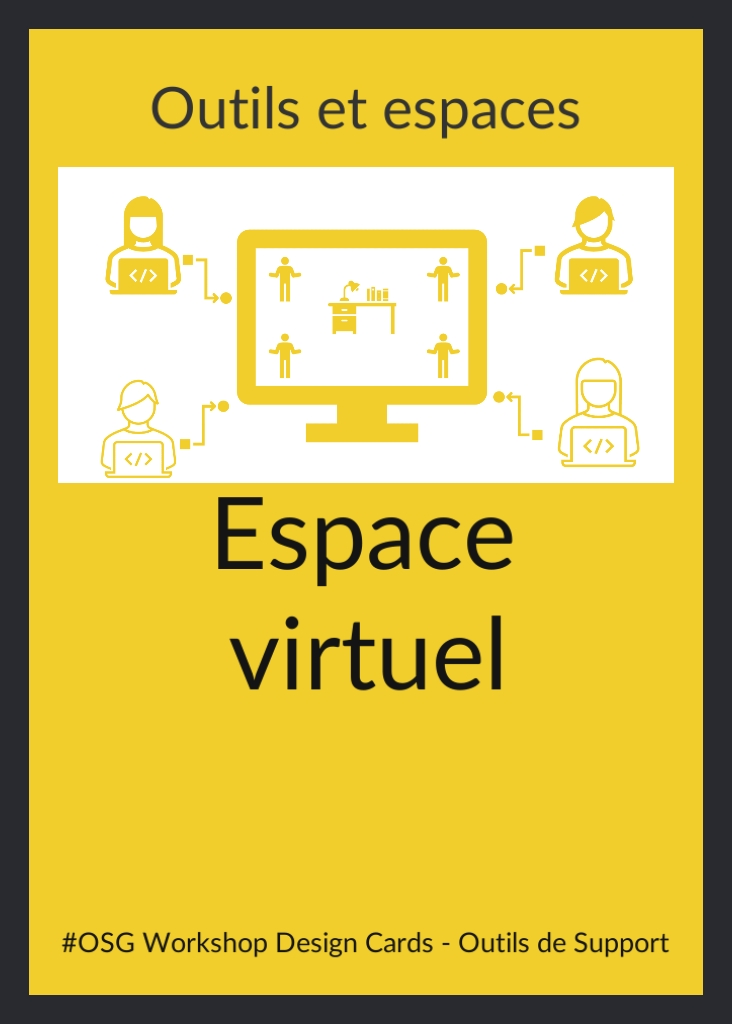 Outils et espaces
</>
</>
</>
</>
Espace
virtuel
#OSG Workshop Design Cards - Outils de Support